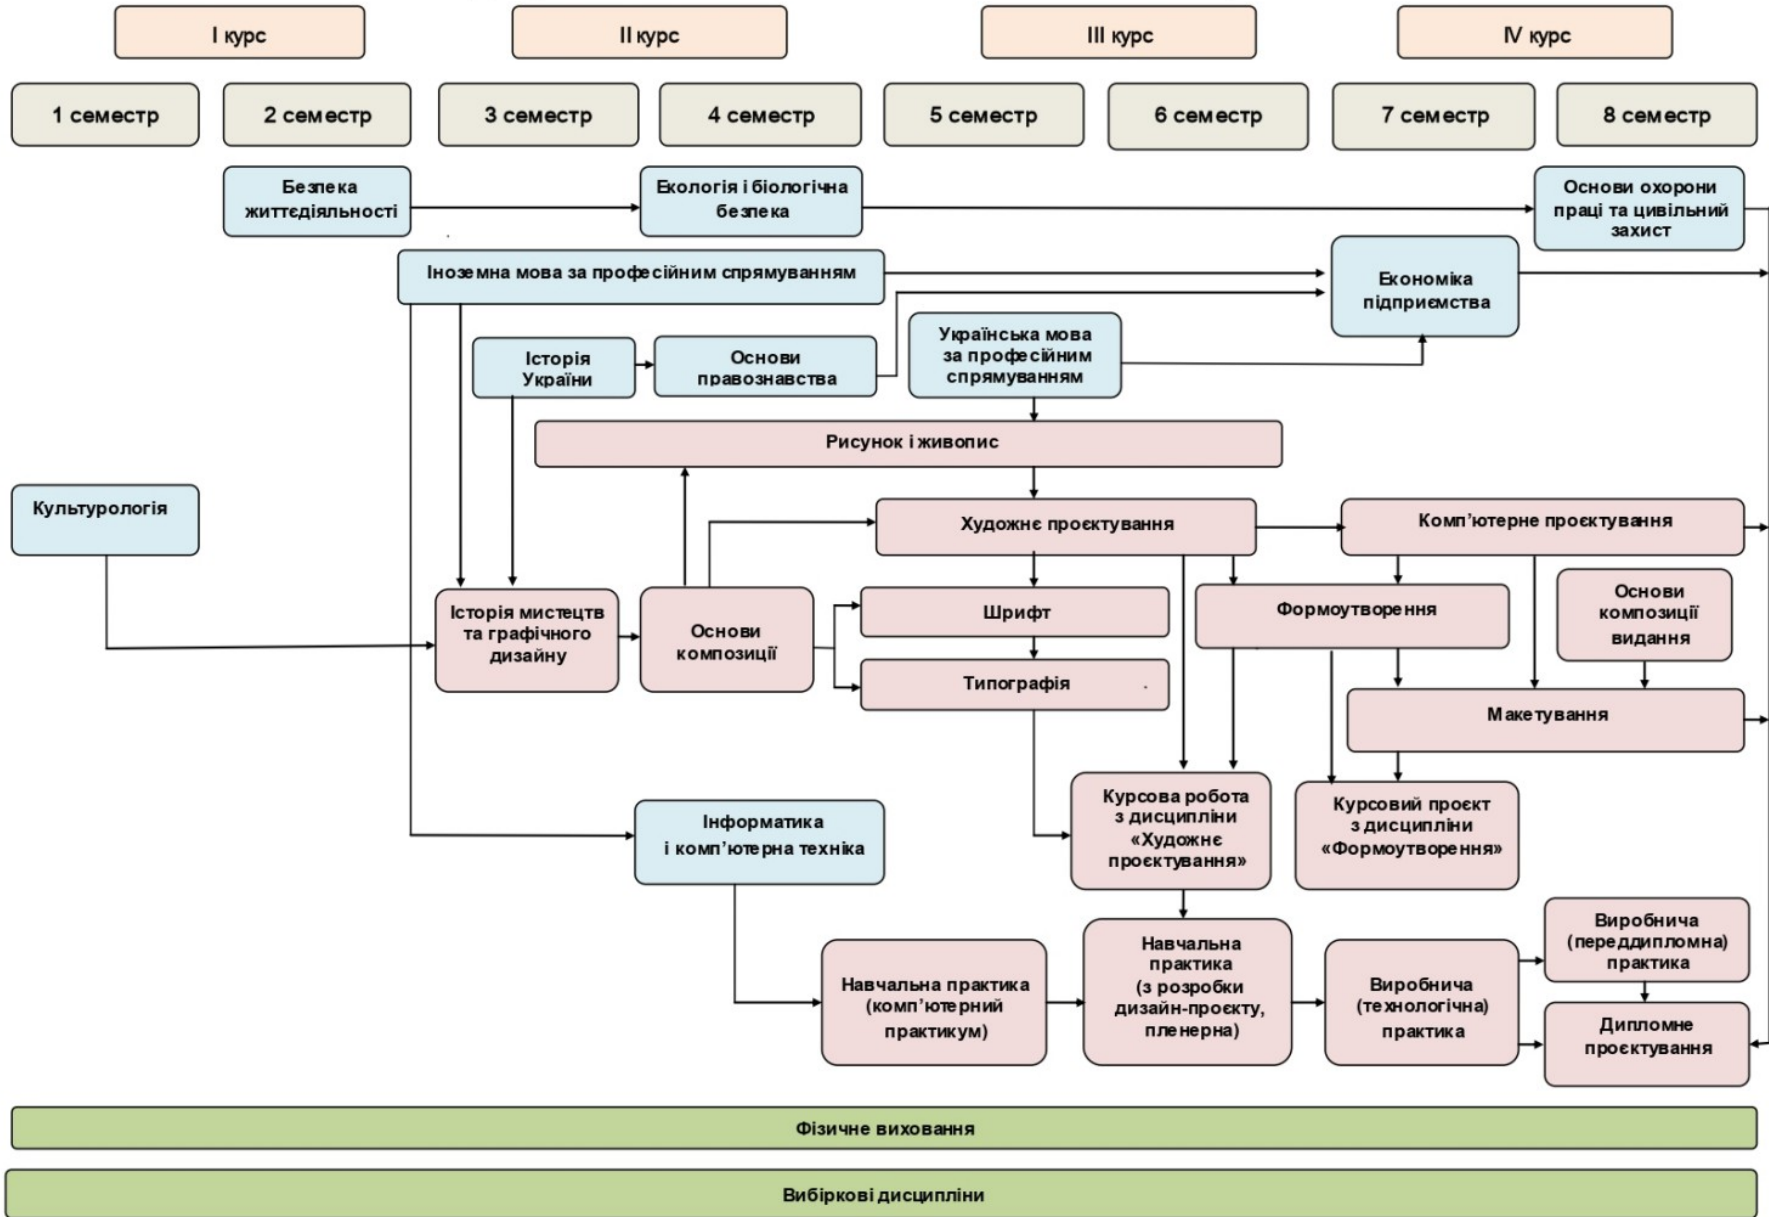 І курс
ІІ курс
ІІІ курс
IV курс
1 семестр
2 семестр
3 семестр
4 семестр
5 семестр
6 семестр
7 семестр
8 семестр
Безпека
життєдіяльності
Екологія і біологічна
безпека
Основи охорони
праці та цивільний
захист
Іноземна мова за професійним спрямуванням
Економіка
підприємства
Історія
України
Основи
правознавства
Українська мова
за професійним
спрямуванням
Рисунок і живопис
Культурологія
Художнє проєктування
Комп’ютерне проєктування
Історія мистецтв
та графічного
дизайну
Основи
композиції
Шрифт
Формоутворення
Основи
композиції
видання
Типографія
Макетування
Курсова робота
з дисципліни
«Художнє
проєктування»
Курсовий проєкт
з дисципліни
«Формоутворення»
Інформатика
і комп’ютерна техніка
Навчальна практика
(комп’ютерний
практикум)
Навчальна
практика
(з розробки
дизайн-проєкту,
пленерна)
Виробнича
(технологічна)
практика
Виробнича
(переддипломна)
практика
Дипломне
проєктування
Фізичне виховання
Вибіркові дисципліни